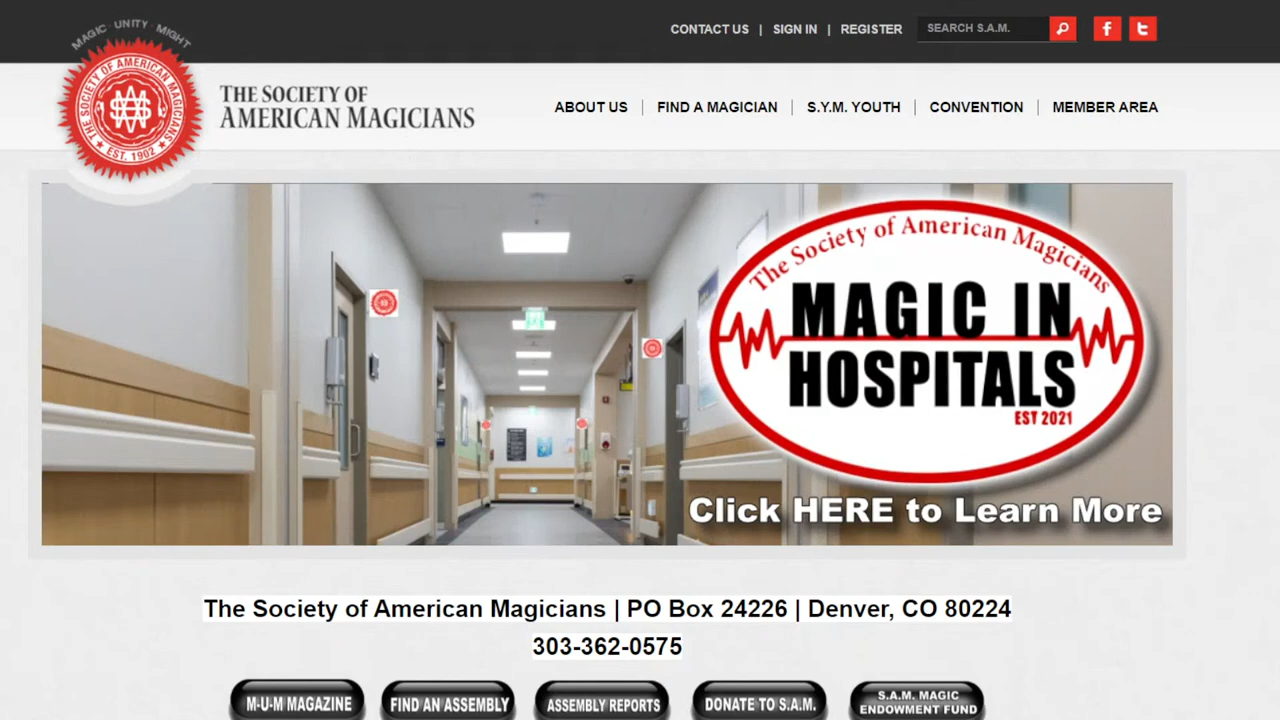 MAGIC · UNITY · MIGHT
CONTACT US | SIGN IN | REGISTER
SEARCH S.A.M.
THE SOCIETY OF AMERICAN MAGICIANS
EST. 1902
THE SOCIETY OF
AMERICAN MAGICIANS
ABOUT US | FIND A MAGICIAN | S.Y.M. YOUTH | CONVENTION | MEMBER AREA
The Society of American Magicians
MAGIC IN
HOSPITALS
EST 2021
Click HERE to Learn More
The Society of American Magicians | PO Box 24226 | Denver, CO 80224
303-362-0575
M-U-M MAGAZINE
FIND AN ASSEMBLY
ASSEMBLY REPORTS
DONATE TO S.A.M.
S.A.M. MAGIC
ENDOWMENT FUND